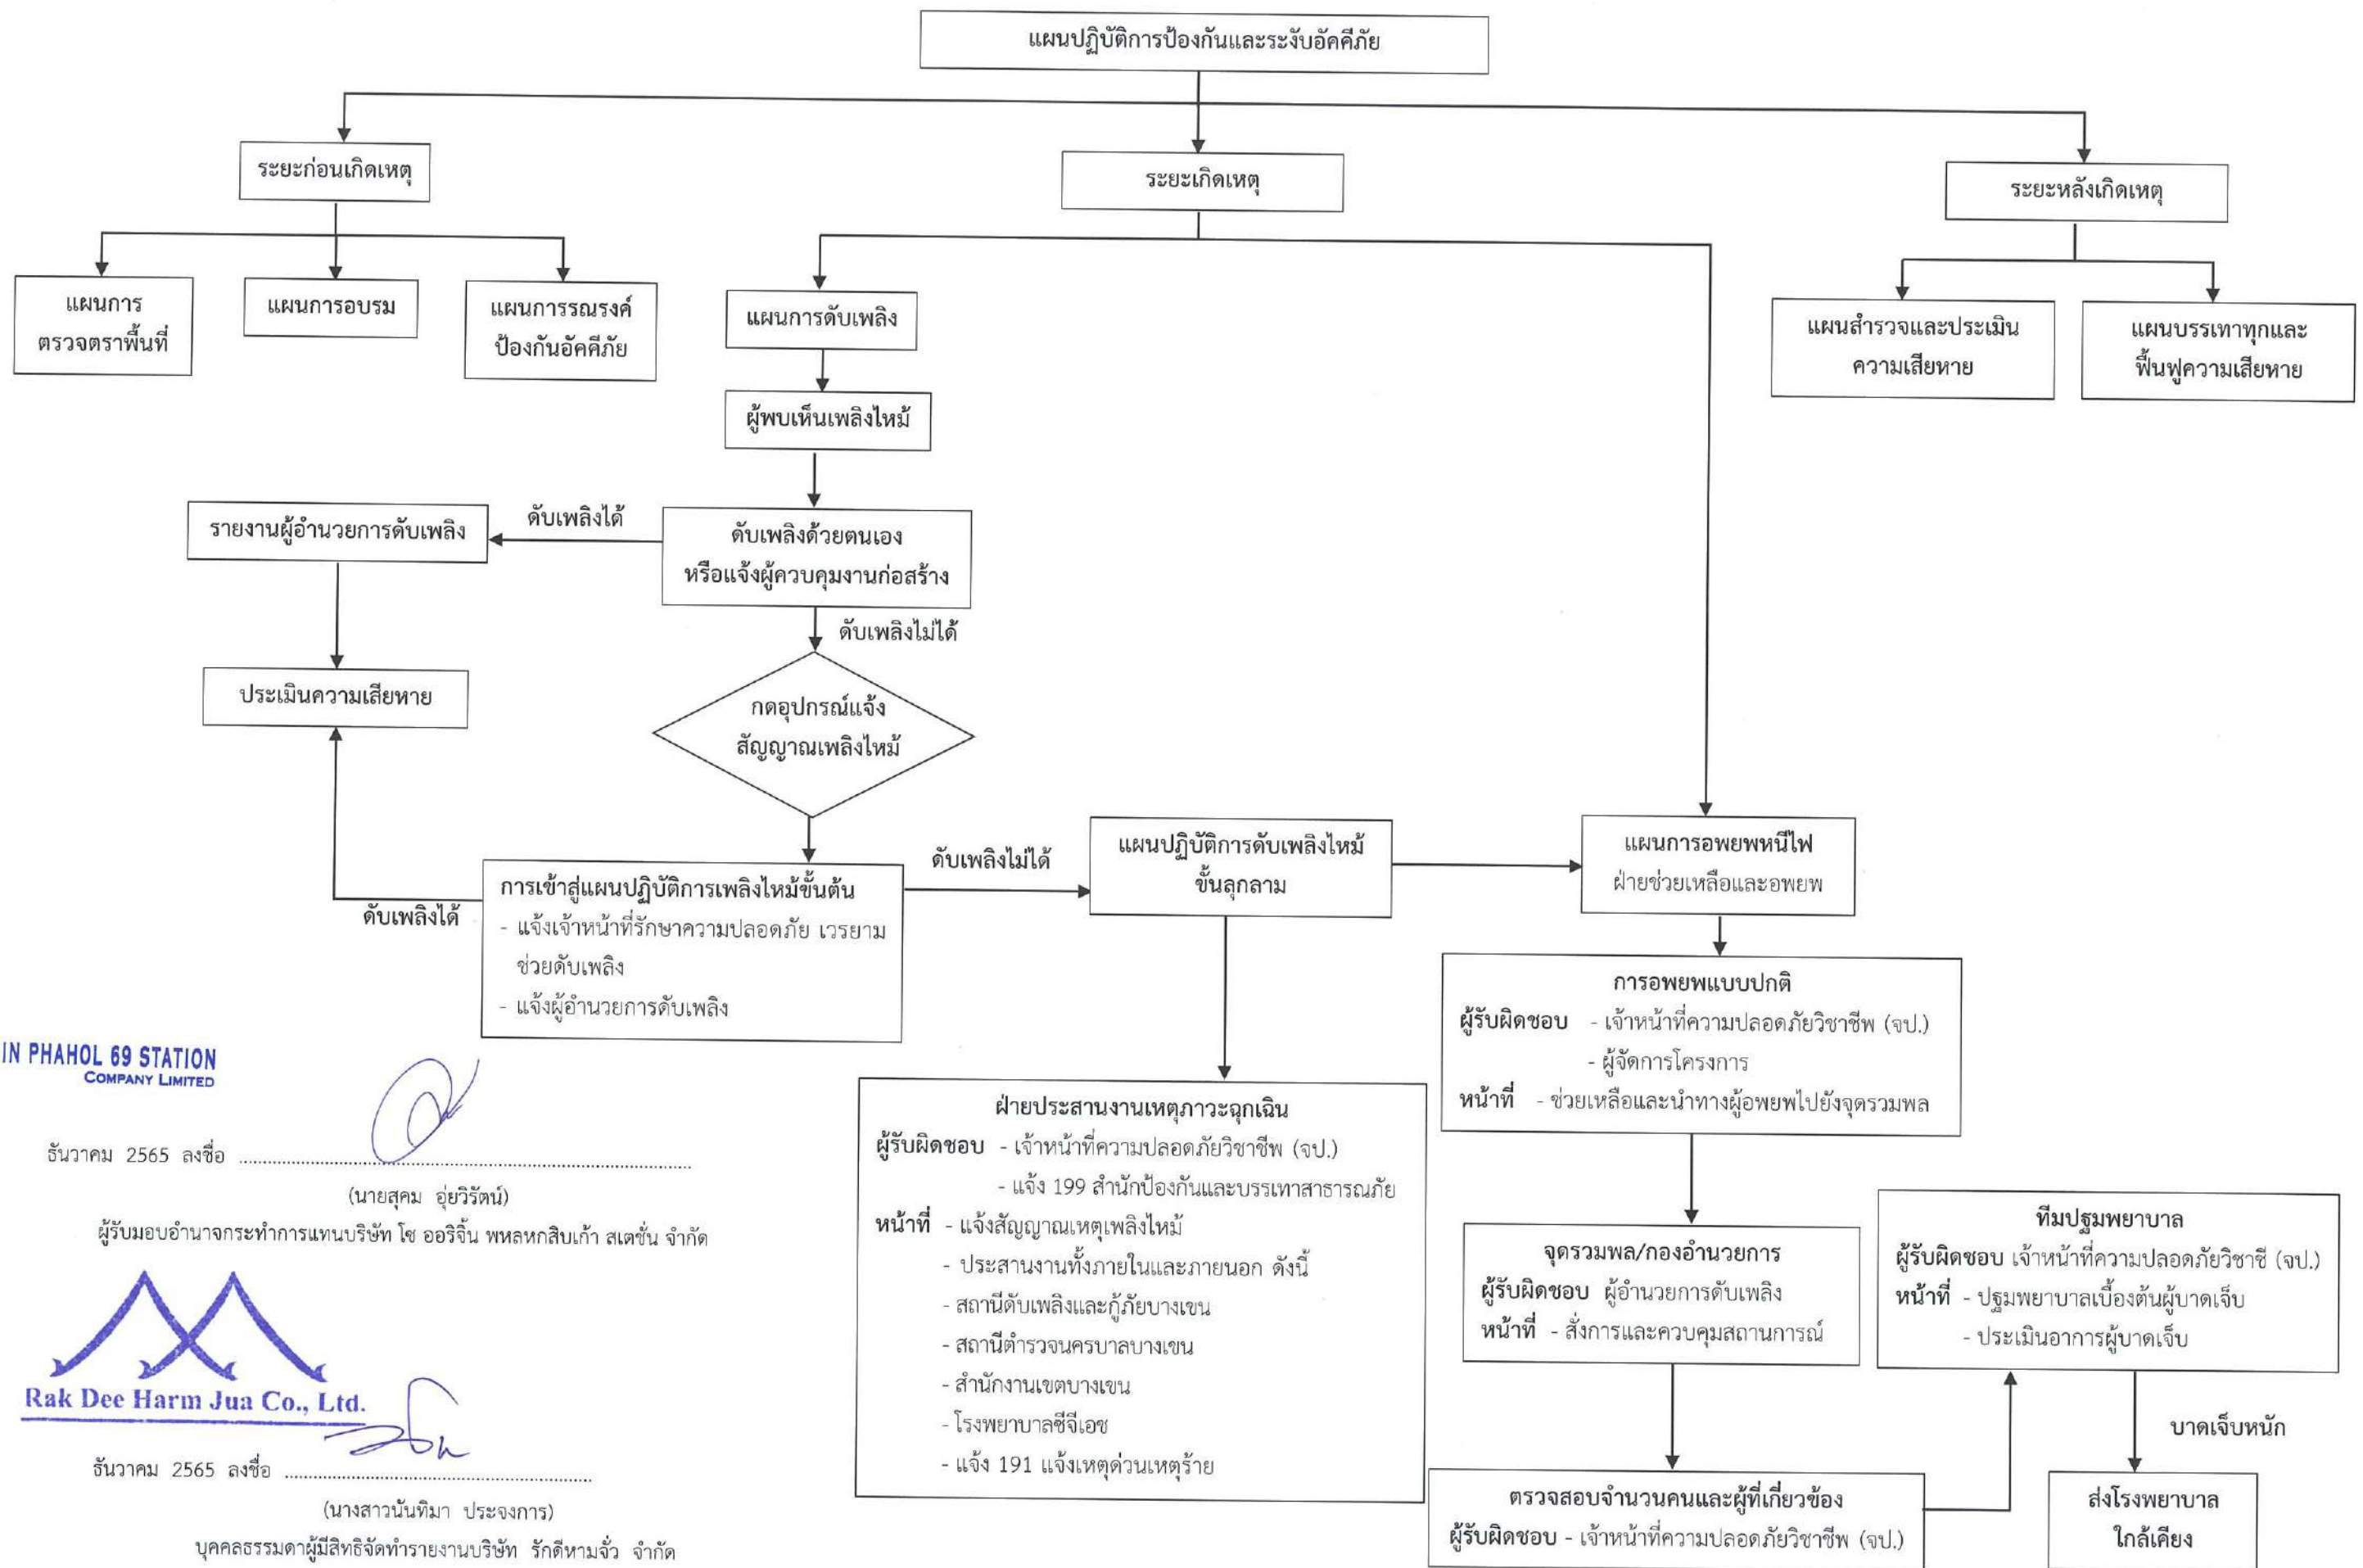 แผนปฏิบัติการป้องกันและระงับอัคคีภัย
ระยะก่อนเกิดเหตุ
ระยะเกิดเหตุ
ระยะหลังเกิดเหตุ
แผนการ
ตรวจตราพื้นที่
แผนการอบรม
แผนการรณรงค์
ป้องกันอัคคีภัย
แผนการดับเพลิง
แผนสำรวจและประเมิน
ความเสียหาย
แผนบรรเทาทุกและ
ฟื้นฟูความเสียหาย
ผู้พบเห็นเพลิงไหม้
รายงานผู้อำนวยการดับเพลิง
ดับเพลิงได้
ดับเพลิงด้วยตนเอง
หรือแจ้งผู้ควบคุมงานก่อสร้าง
ดับเพลิงไม่ได้
ประเมินความเสียหาย
กดอุปกรณ์แจ้ง
สัญญาณเพลิงไหม้
ดับเพลิงได้
การเข้าสู่แผนปฏิบัติการเพลิงไหม้ขั้นต้น
- แจ้งเจ้าหน้าที่รักษาความปลอดภัย เวรยาม
ช่วยดับเพลิง
- แจ้งผู้อำนวยการดับเพลิง
ดับเพลิงไม่ได้
แผนปฏิบัติการดับเพลิงไหม้
ขั้นลุกลาม
แผนการอพยพหนีไฟ
ฝ่ายช่วยเหลือและอพยพ
การอพยพแบบปกติ
ผู้รับผิดชอบ - เจ้าหน้าที่ความปลอดภัยวิชาชีพ (จป.)
- ผู้จัดการโครงการ
หน้าที่ - ช่วยเหลือและนำทางผู้อพยพไปยังจุดรวมพล
ฝ่ายประสานงานเหตุภาวะฉุกเฉิน
ผู้รับผิดชอบ - เจ้าหน้าที่ความปลอดภัยวิชาชีพ (จป.)
- แจ้ง 199 สำนักป้องกันและบรรเทาสาธารณภัย
หน้าที่ - แจ้งสัญญาณเหตุเพลิงไหม้
- ประสานงานทั้งภายในและภายนอก ดังนี้
- สถานีดับเพลิงและกู้ภัยบางเขน
- สถานีตำรวจนครบาลบางเขน
- สำนักงานเขตบางเขน
- โรงพยาบาลซีจีเอช
- แจ้ง 191 แจ้งเหตุด่วนเหตุร้าย
จุดรวมพล/กองอำนวยการ
ผู้รับผิดชอบ ผู้อำนวยการดับเพลิง
หน้าที่ - สั่งการและควบคุมสถานการณ์
ทีมปฐมพยาบาล
ผู้รับผิดชอบ เจ้าหน้าที่ความปลอดภัยวิชาชี (จป.)
หน้าที่ - ปฐมพยาบาลเบื้องต้นผู้บาดเจ็บ
- ประเมินอาการผู้บาดเจ็บ
บาดเจ็บหนัก
ตรวจสอบจำนวนคนและผู้ที่เกี่ยวข้อง
ผู้รับผิดชอบ - เจ้าหน้าที่ความปลอดภัยวิชาชีพ (จป.)
ส่งโรงพยาบาล
ใกล้เคียง
IN PHAHOL 69 STATION
COMPANY LIMITED
ธันวาคม 2565 ลงชื่อ
(นายสุคม อุ่ยวิรัตน์)
ผู้รับมอบอำนาจกระทำการแทนบริษัท โซ ออริจิ้น พหลหกสิบเก้า สเตชั่น จำกัด
Rak Dee Harm Jua Co., Ltd.
ธันวาคม 2565 ลงชื่อ
(นางสาวนันทิมา ประจงการ)
บุคคลธรรมดาผู้มีสิทธิจัดทำรายงานบริษัท รักดีหามจั่ว จำกัด